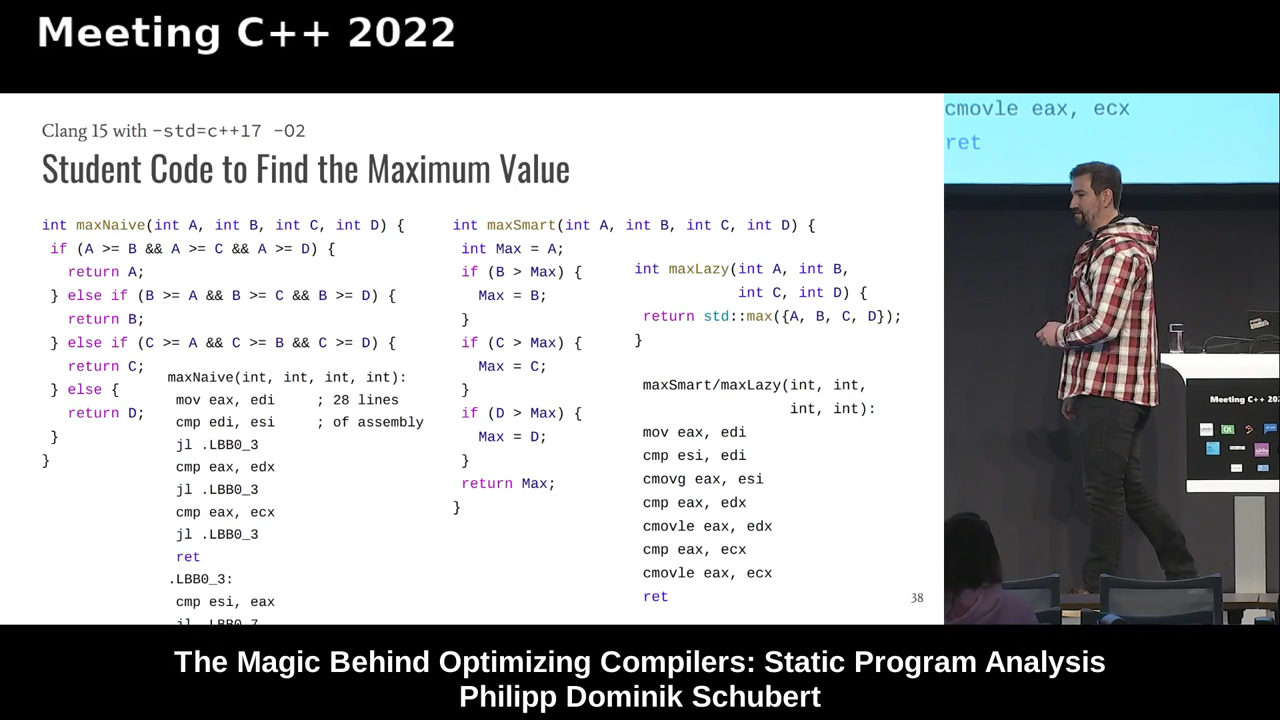 Meeting C++ 2022
Clang 15 with -std=c++17 -O2
Student Code to Find the Maximum Value
int maxNaive(int A, int B, int C, int D) {
if (A >= B && A >= C && A >= D) {
return A;
} else if (B >= A && B >= C && B >= D) {
return B;
} else if (C >= A && C >= B && C >= D) {
return C;
} else {
return D;
}
}
maxNaive(int, int, int, int):
mov eax, edi ; 28 lines
cmp edi, esi ; of assembly
jl .LBB0_3
cmp eax, edx
jl .LBB0_3
cmp eax, ecx
jl .LBB0_3
ret
.LBB0_3:
cmp esi, eax
jl .LBB0_7
int maxSmart(int A, int B, int C, int D) {
int Max = A;
if (B > Max) {
Max = B;
}
if (C > Max) {
Max = C;
}
if (D > Max) {
Max = D;
}
return Max;
}
int maxLazy(int A, int B,
int C, int D) {
return std::max({A, B, C, D});
}
maxSmart/maxLazy(int, int,
int, int):
mov eax, edi
cmp esi, edi
cmovg eax, esi
cmp eax, edx
cmovle eax, edx
cmp eax, ecx
cmovle eax, ecx
ret
38
cmovle eax, ecx
ret
Meeting C++ 202
Qt
The Magic Behind Optimizing Compilers: Static Program Analysis
Philipp Dominik Schubert